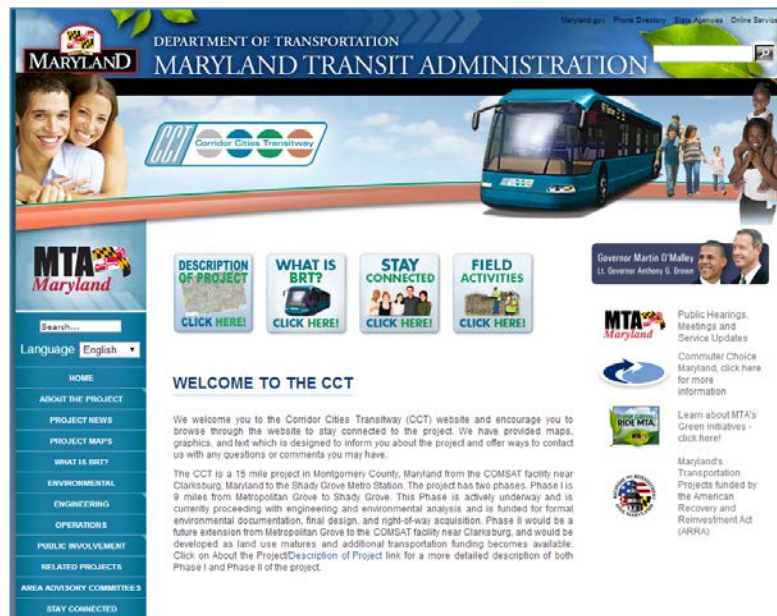 Maryland.gov Phone Directory State Agencies Online Service
MARYLAND
DEPARTMENT OF TRANSPORTATION
MARYLAND TRANSIT ADMINISTRATION
CCT Corridor Cities Transitway
MTA
Maryland
Search...
Language English
HOME
ABOUT THE PROJECT
PROJECT NEWS
PROJECT MAPS
WHAT IS BRT?
ENVIRONMENTAL
ENGINEERING
OPERATIONS
PUBLIC INVOLVEMENT
RELATED PROJECTS
AREA ADVISORY COMMITTEES
STAY CONNECTED
DESCRIPTION
OF PROJECT
CLICK HERE!
WHAT IS
BRT?
CLICK HERE!
STAY
CONNECTED
CLICK HERE!
FIELD
ACTIVITIES
CLICK HERE!
WELCOME TO THE CCT
We welcome you to the Corridor Cities Transitway (CCT) website and encourage you to
browse through the website to stay connected to the project. We have provided maps,
graphics, and text which is designed to inform you about the project and offer ways to contact
us with any questions or comments you may have.
The CCT is a 15 mile project in Montgomery County, Maryland from the COMSAT facility near
Clarksburg, Maryland to the Shady Grove Metro Station. The project has two phases. Phase I is
9 miles from Metropolitan Grove to Shady Grove. This Phase is actively underway and is
currently proceeding with engineering and environmental analysis and is funded for formal
environmental documentation, final design, and right-of-way acquisition. Phase II would be a
future extension from Metropolitan Grove to the COMSAT facility near Clarksburg, and would be
developed as land use matures and additional transportation funding becomes available.
Click on About the Project/Description of Project link for a more detailed description of both
Phase I and Phase II of the project.
Governor Martin O'Malley
Lt. Governor Anthony G. Brown
MTA
Maryland
Public Hearings,
Meetings and
Service Updates
Commuter Choice
Maryland, click here
for more
information
RIDE MTA.
Learn about MTA's
Green initiatives -
click here!
Maryland's
Transportation
Projects funded by
the American
Recovery and
Reinvestment Act
(ARRA)